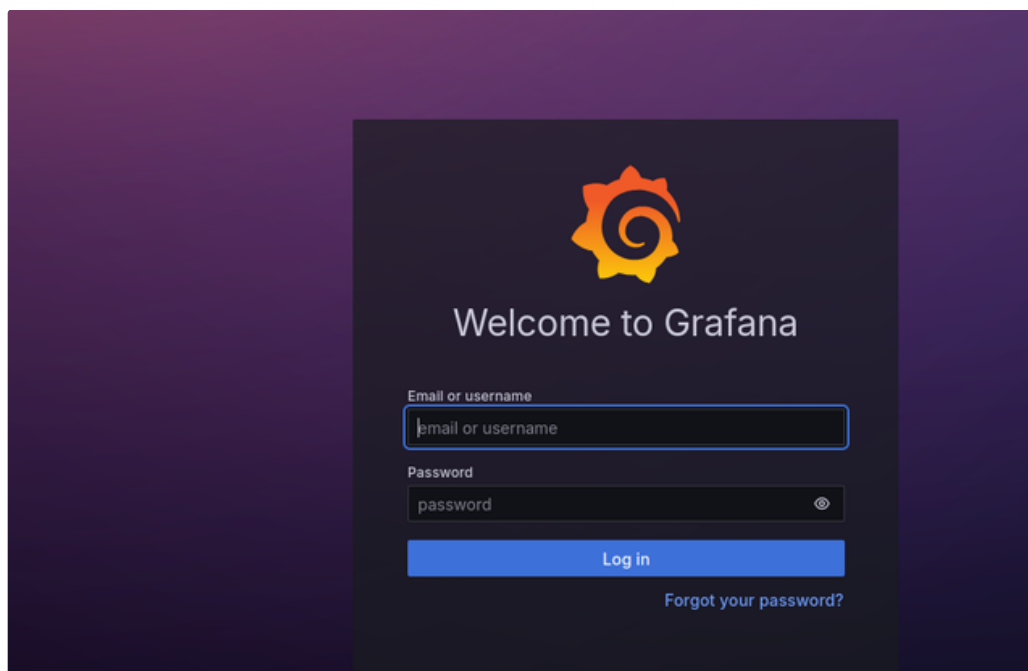 Welcome to Grafana
Email or username
email or username
Password
password
Log in
Forgot your password?